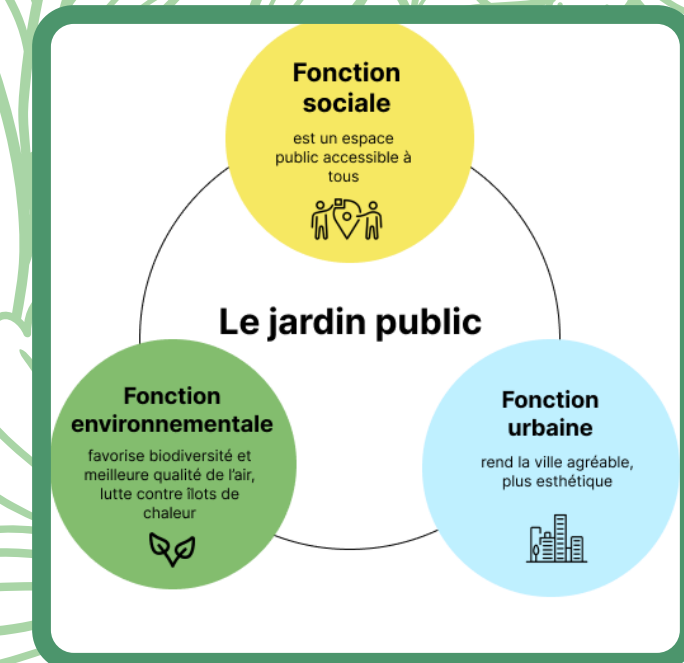 Fonction
sociale
est un espace
public accessible à
tous
Le jardin public
Fonction
environnementale
favorise biodiversité et
meilleure qualité de l'air,
lutte contre îlots de
chaleur
Fonction
urbaine
rend la ville agréable,
plus esthétique